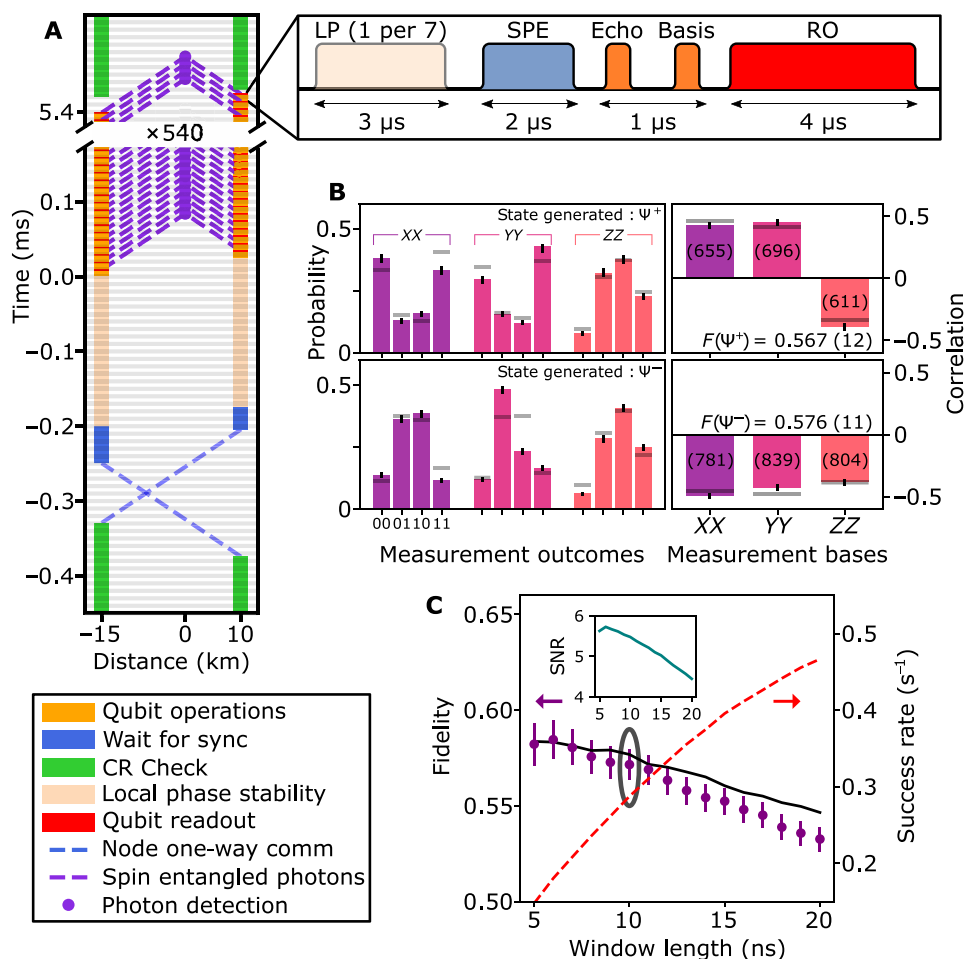 A
LP (1 per 7) SPE Echo Basis RO
3 μs 2 μs 1 μs 4 μs
5.4
×540
0.1
0.0
−0.1
−0.2
−0.3
−0.4
Time (ms)
−15 0 10
Distance (km)
B
State generated : Ψ⁺
XX YY ZZ
0.5
0
Probability
State generated : Ψ⁻
0.5
0
00 01 10 11
Measurement outcomes
(655) (696) (611)
F(Ψ⁺) = 0.567 (12)
0.5
0
−0.5
Correlation
F(Ψ−) = 0.576 (11)
(781) (839) (804)
0.5
0
−0.5
XX YY ZZ
Measurement bases
Qubit operations
Wait for sync
CR Check
Local phase stability
Qubit readout
Node one-way comm
Spin entangled photons
Photon detection
C
0.65
0.60
0.55
0.50
Fidelity
6
5
4
SNR
5 10 15 20
0.5
0.4
0.3
0.2
Success rate (s⁻¹)
5 10 15 20
Window length (ns)